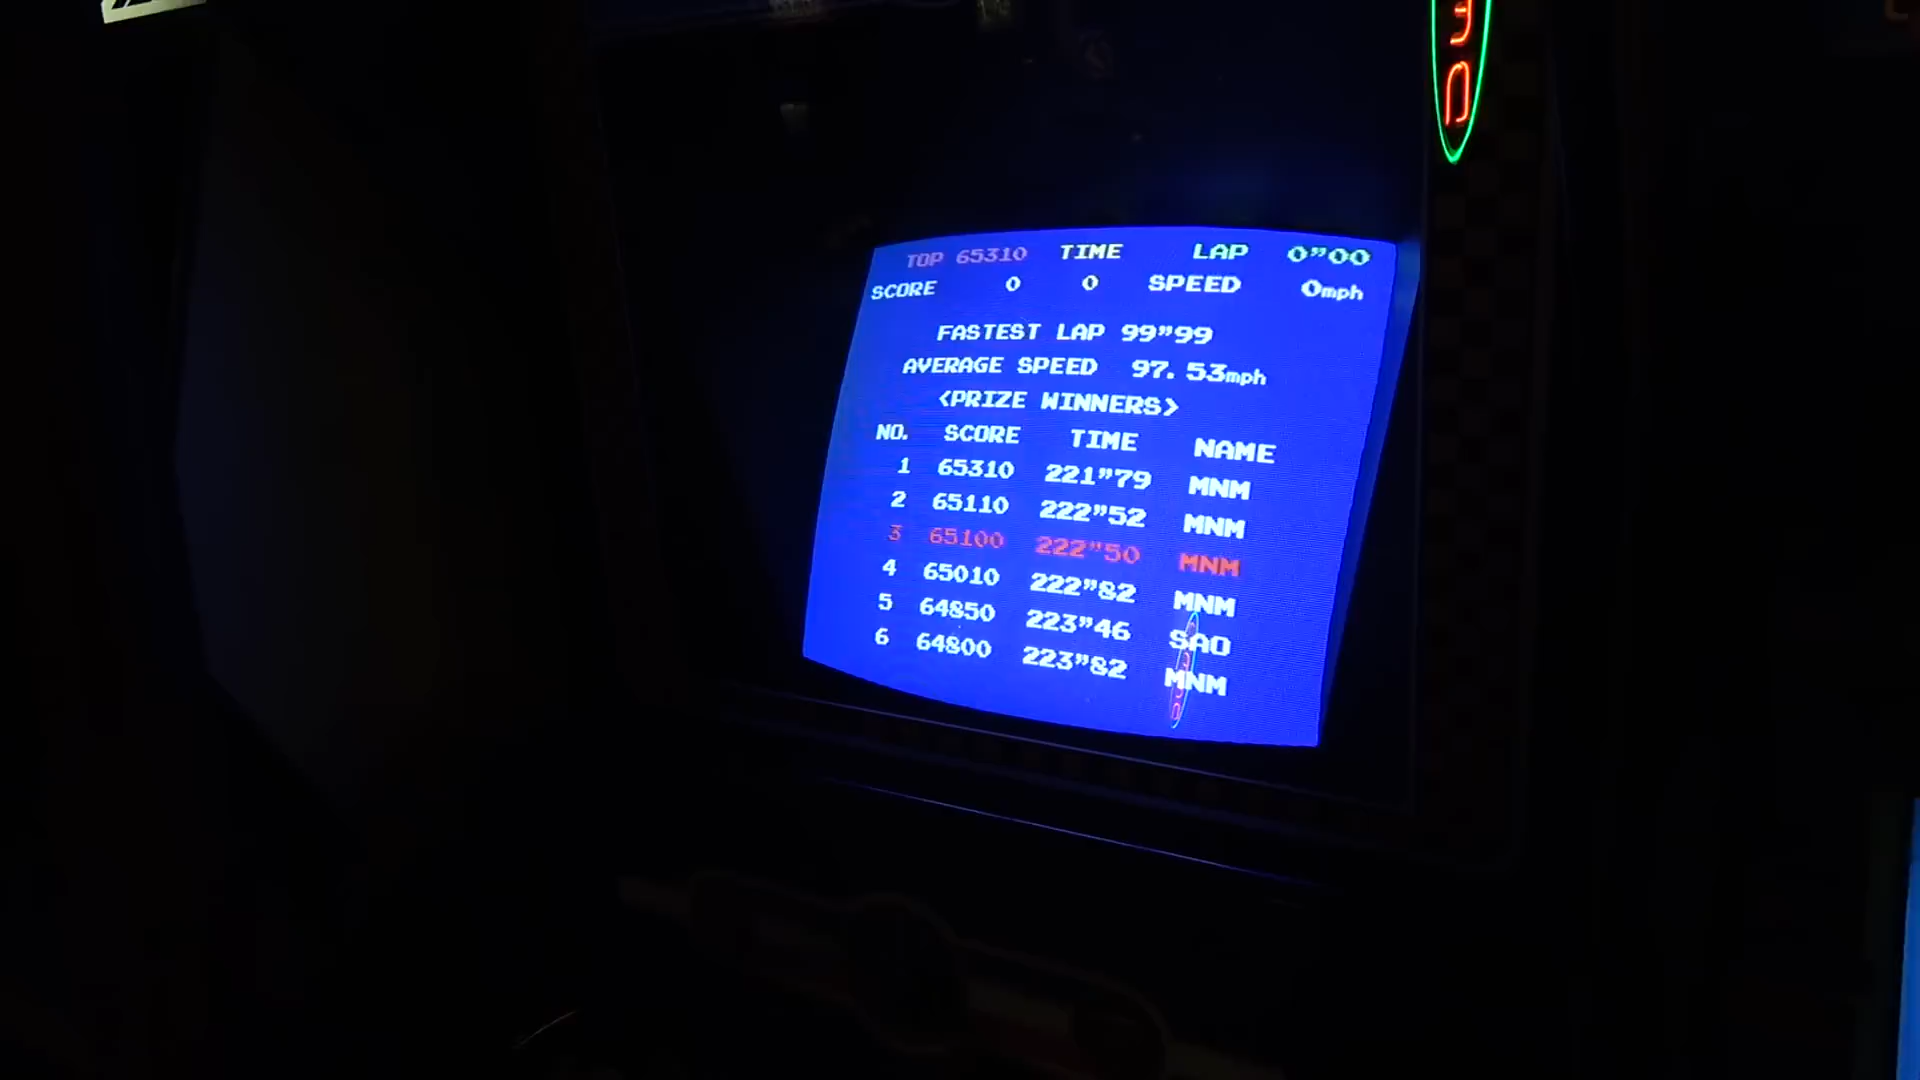 TOP 65310 TIME LAP 0"00
SCORE 0 0 SPEED 0mph
FASTEST LAP 99"99
AVERAGE SPEED 97.53mph
<PRIZE WINNERS>
NO. SCORE TIME NAME
1 65310 221"79 MNM
2 65110 222"52 MNM
3 65100 222"50 MNM
4 65010 222"82 MNM
5 64850 223"46 SAO
6 64800 223"82 MNM